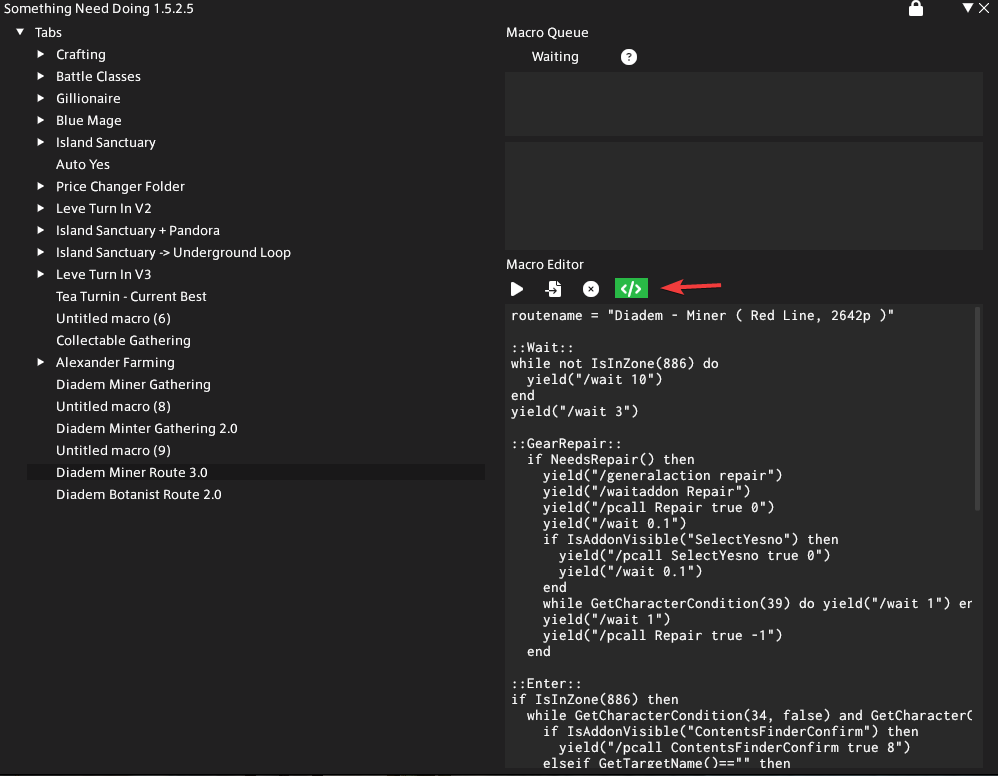 Something Need Doing 1.5.2.5
Tabs
Crafting
Battle Classes
Gillionaire
Blue Mage
Island Sanctuary
Auto Yes
Price Changer Folder
Leve Turn In V2
Island Sanctuary + Pandora
Island Sanctuary -> Underground Loop
Leve Turn In V3
Tea Turnin - Current Best
Untitled macro (6)
Collectable Gathering
Alexander Farming
Diadem Miner Gathering
Untitled macro (8)
Diadem Minter Gathering 2.0
Untitled macro (9)
Diadem Miner Route 3.0
Diadem Botanist Route 2.0
Macro Queue
Waiting
?
Macro Editor
</>
routename = "Diadem - Miner ( Red Line, 2642p )"
::Wait::
while not IsInZone(886) do
yield("/wait 10")
end
yield("/wait 3")
::GearRepair::
if NeedsRepair() then
yield("/generalaction repair")
yield("/waitaddon Repair")
yield("/pcall Repair true 0")
yield("/wait 0.1")
if IsAddonVisible("SelectYesno") then
yield("/pcall SelectYesno true 0")
yield("/wait 0.1")
end
while GetCharacterCondition(39) do yield("/wait 1") en
yield("/wait 1")
yield("/pcall Repair true -1")
end
::Enter::
if IsInZone(886) then
while GetCharacterCondition(34, false) and GetCharacterC
if IsAddonVisible("ContentsFinderConfirm") then
yield("/pcall ContentsFinderConfirm true 8")
elseif GetTargetName()=="" then